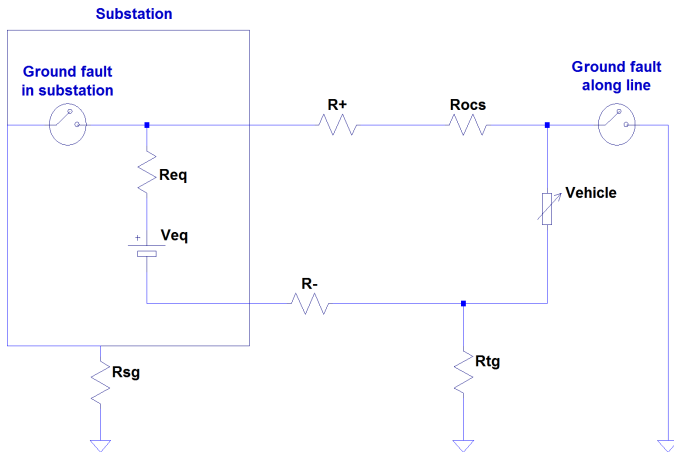 Substation
Ground fault
in substation
Ground fault
along line
R+
Rocs
Req
Vehicle
+
Veq
R-
Rsg
Rtg